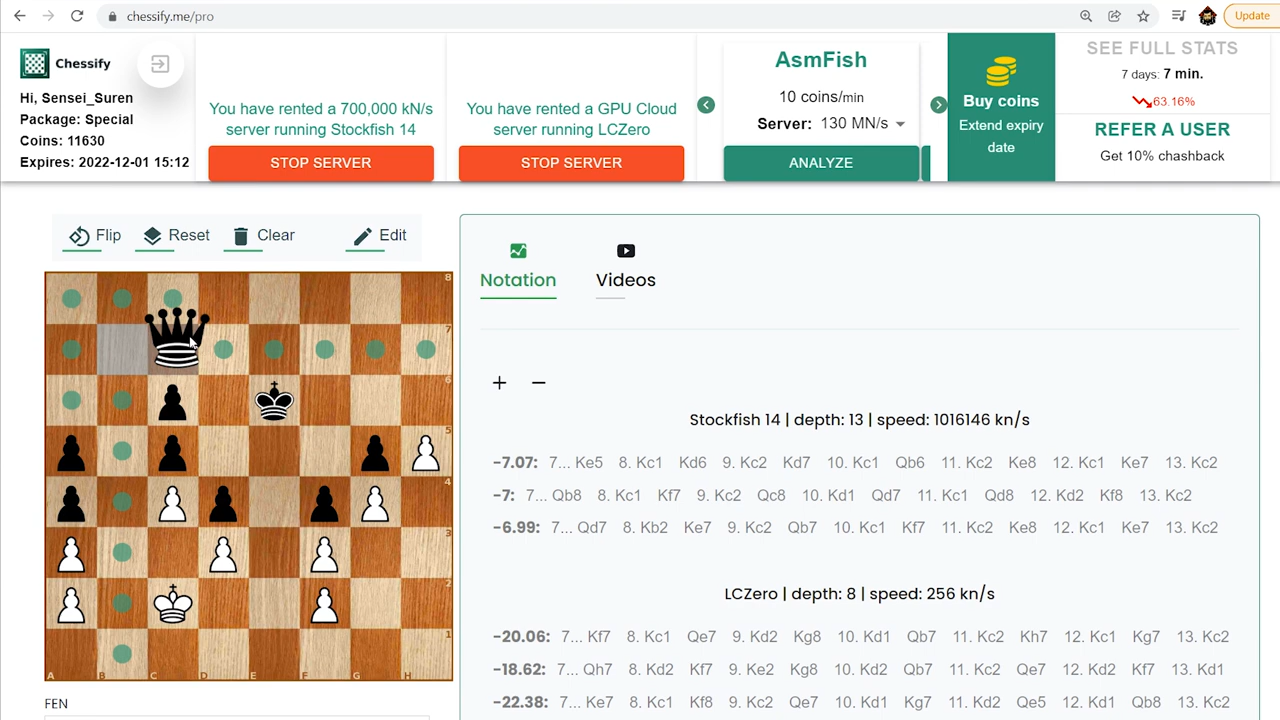 chessify.me/pro
Update
Chessify
Hi, Sensei_Suren
Package: Special
Coins: 11630
Expires: 2022-12-01 15:12
You have rented a 700,000 kN/s
server running Stockfish 14
STOP SERVER
You have rented a GPU Cloud
server running LCZero
STOP SERVER
AsmFish
10 coins/min
Server: 130 MN/s
ANALYZE
Buy coins
Extend expiry
date
SEE FULL STATS
7 days: 7 min.
63.16%
REFER A USER
Get 10% chashback
Flip
Reset
Clear
Edit
Notation
Videos
8
7
6
5
4
3
2
1
A B C D E F G H
+ −
Stockfish 14 | depth: 13 | speed: 1016146 kn/s
-7.07: 7... Ke5 8. Kc1 Kd6 9. Kc2 Kd7 10. Kc1 Qb6 11. Kc2 Ke8 12. Kc1 Ke7 13. Kc2
-7: 7... Qb8 8. Kc1 Kf7 9. Kc2 Qc8 10. Kd1 Qd7 11. Kc1 Qd8 12. Kd2 Kf8 13. Kc2
-6.99: 7... Qd7 8. Kb2 Ke7 9. Kc2 Qb7 10. Kc1 Kf7 11. Kc2 Ke8 12. Kc1 Ke7 13. Kc2
LCZero | depth: 8 | speed: 256 kn/s
-20.06: 7... Kf7 8. Kc1 Qe7 9. Kd2 Kg8 10. Kd1 Qb7 11. Kc2 Kh7 12. Kc1 Kg7 13. Kc2
-18.62: 7... Qh7 8. Kd2 Kf7 9. Ke2 Kg8 10. Kd2 Qb7 11. Kc2 Qe7 12. Kd2 Kf7 13. Kd1
-22.38: 7... Ke7 8. Kc1 Kf8 9. Kc2 Qe7 10. Kd1 Kg7 11. Kd2 Qe5 12. Kd1 Qb8 13. Kc2
FEN